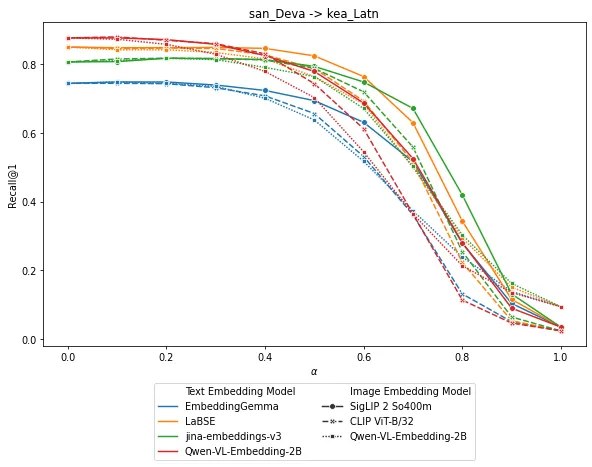 san_Deva -> kea_Latn
Recall@1
0.8
0.6
0.4
0.2
0.0
0.0 0.2 0.4 0.6 0.8 1.0
α
Text Embedding Model Image Embedding Model
EmbeddingGemma SigLIP 2 So400m
LaBSE CLIP ViT-B/32
jina-embeddings-v3 Qwen-VL-Embedding-2B
Qwen-VL-Embedding-2B